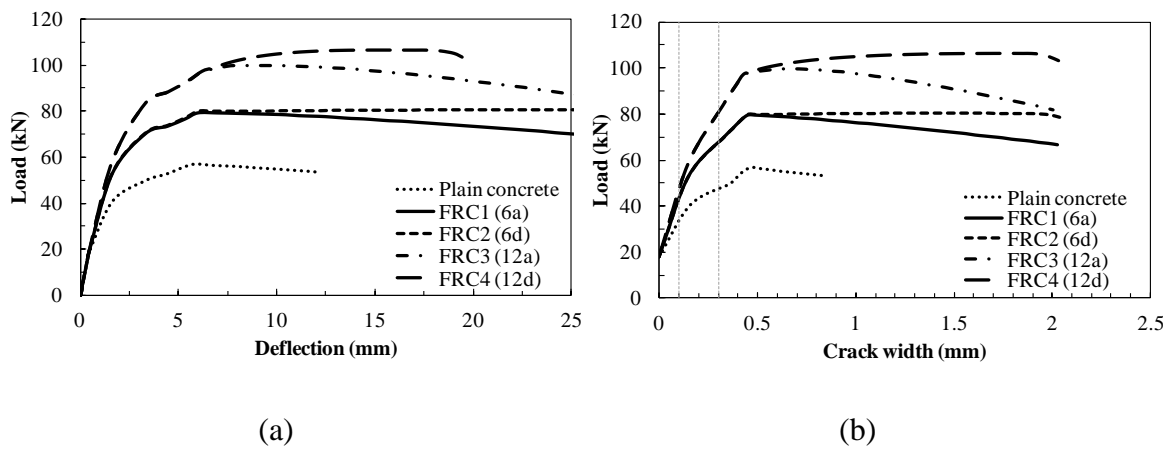 120
100
80
60
40
20
0
Load (kN)
Plain concrete
FRC1 (6a)
FRC2 (6d)
FRC3 (12a)
FRC4 (12d)
0 5 10 15 20 25
Deflection (mm)
(a)
120
100
80
60
40
20
0
Load (kN)
Plain concrete
FRC1 (6a)
FRC2 (6d)
FRC3 (12a)
FRC4 (12d)
0 0.5 1 1.5 2 2.5
Crack width (mm)
(b)